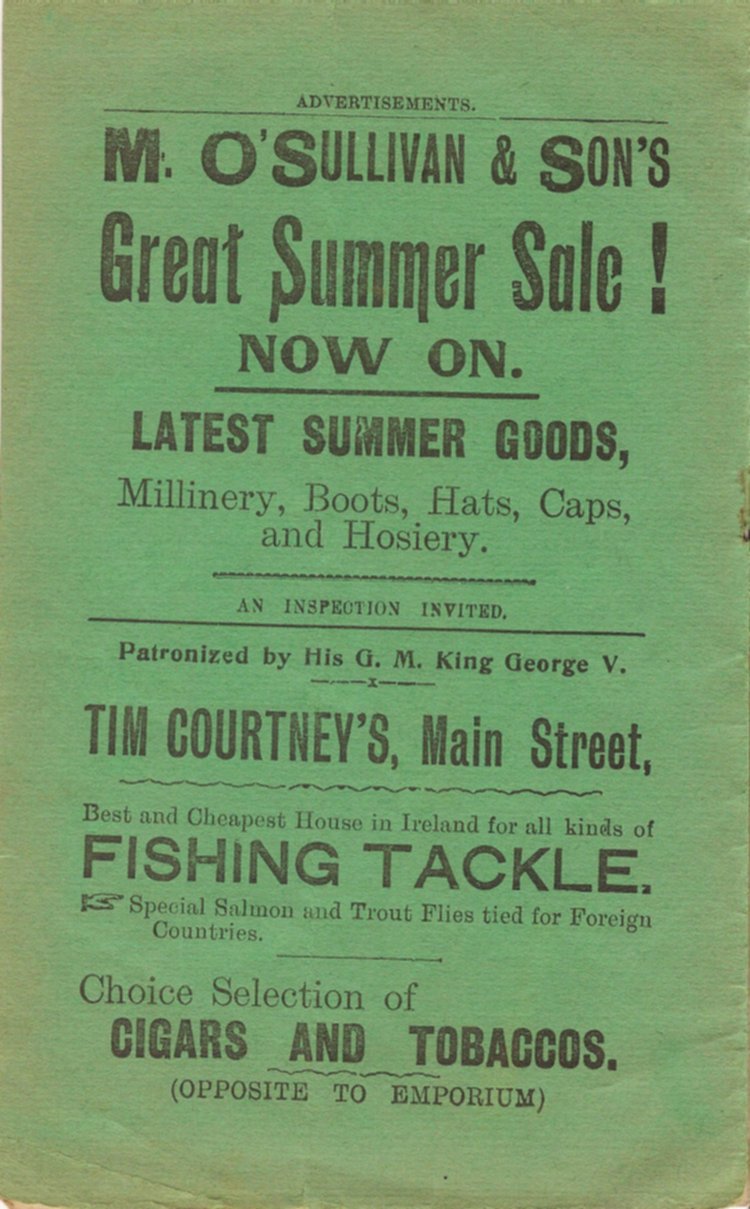 ADVERTISEMENTS.
M. O'SULLIVAN & SON'S
Great Summer Sale!
NOW ON.
LATEST SUMMER GOODS,
Millinery, Boots, Hats, Caps,
and Hosiery.
AN INSPECTION INVITED.
Patronized by His G. M. King George V.
TIM COURTNEY'S, Main Street,
Best and Cheapest House in Ireland for all kinds of
FISHING TACKLE.
☞ Special Salmon and Trout Flies tied for Foreign
Countries.
Choice Selection of
CIGARS AND TOBACCOS.
(OPPOSITE TO EMPORIUM)